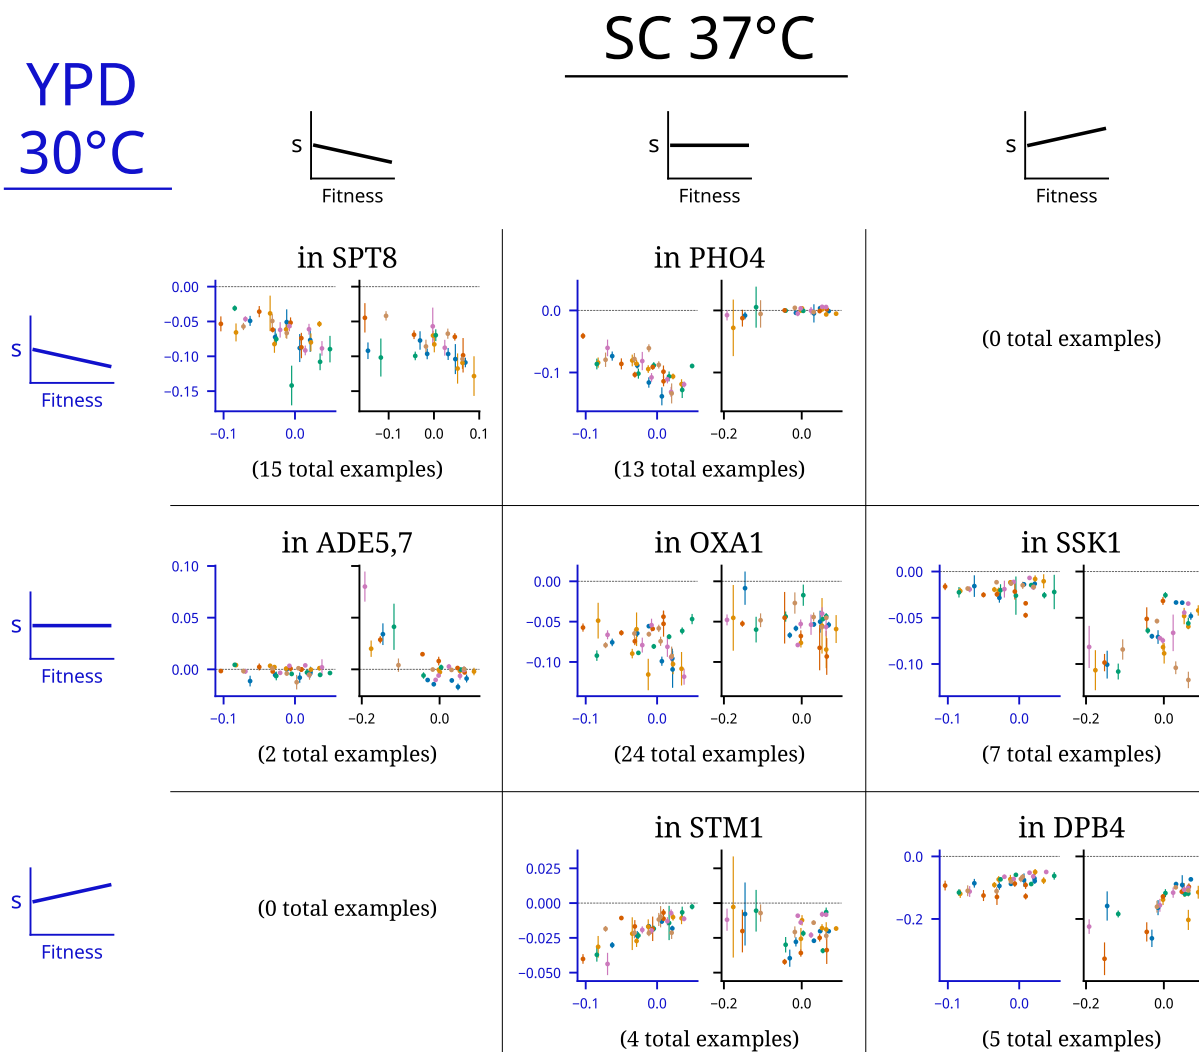 SC 37°C
YPD
30°C
s
Fitness
s
Fitness
s
Fitness
s
Fitness
in SPT8
0.00
−0.05
−0.10
−0.15
−0.1
0.0
−0.1
0.0
0.1
(15 total examples)
in PHO4
0.0
−0.1
−0.1
0.0
−0.2
0.0
(13 total examples)
(0 total examples)
s
Fitness
in ADE5,7
0.10
0.05
0.00
−0.1
0.0
−0.2
0.0
(2 total examples)
in OXA1
0.00
−0.05
−0.10
−0.1
0.0
−0.2
0.0
(24 total examples)
in SSK1
0.00
−0.05
−0.10
−0.1
0.0
−0.2
0.0
(7 total examples)
s
Fitness
(0 total examples)
in STM1
0.025
0.000
−0.025
−0.050
−0.1
0.0
−0.2
0.0
(4 total examples)
in DPB4
0.0
−0.2
−0.1
0.0
−0.2
0.0
(5 total examples)